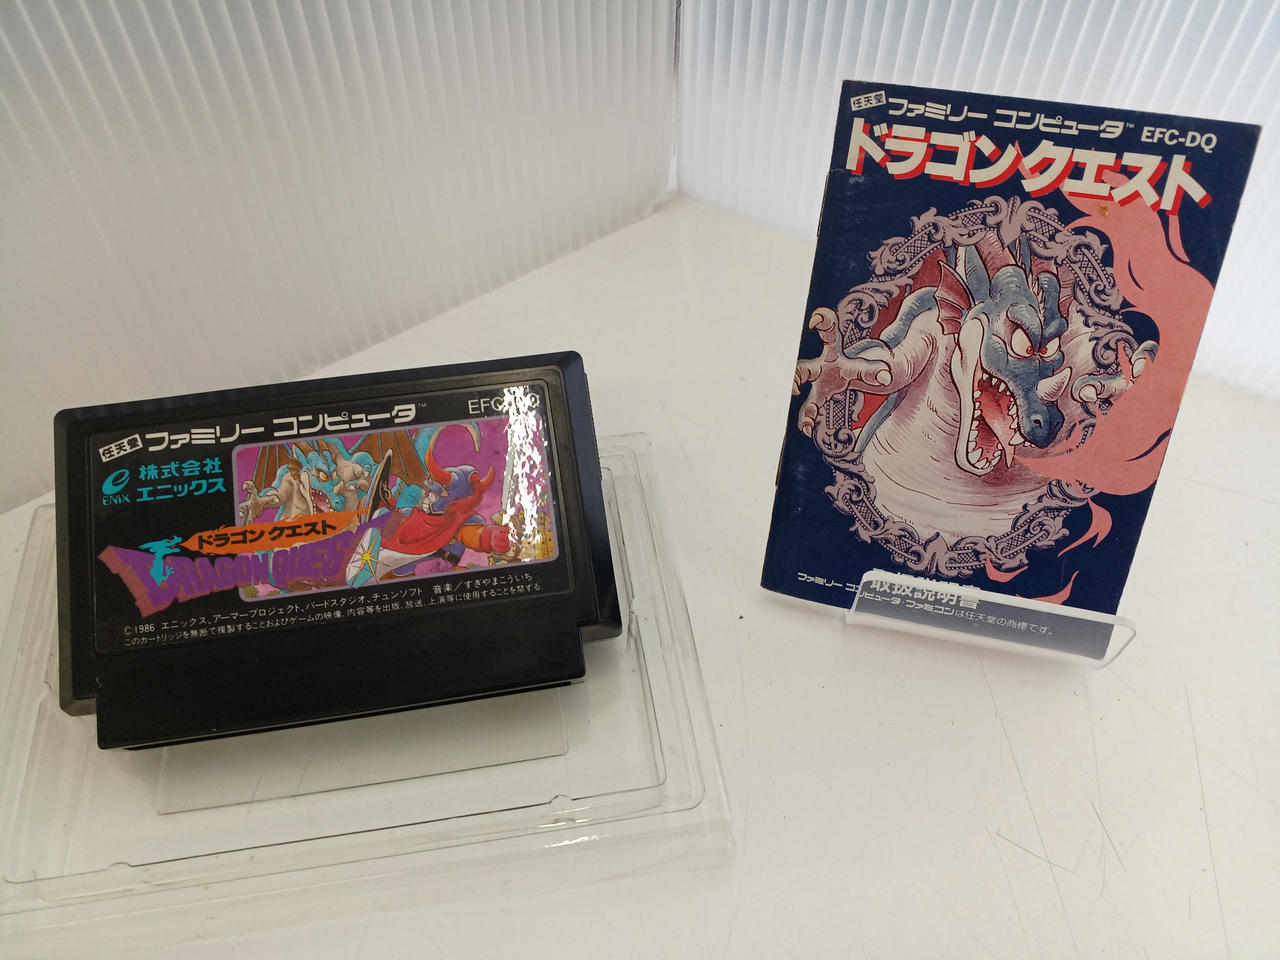 任天堂 ファミリー コンピュータ™ EFC-DQ
株式会社
ENIX エニックス
ドラゴンクエスト
DRAGON QUEST
© 1986 エニックス、アーマープロジェクト、バードスタジオ、チュンソフト 音楽/すぎやまこういち
このカートリッジを無断で複製することおよびゲームの映像、内容等を出版、放送、上演等に使用することを禁ずる
任天堂 ファミリー コンピュータ™ EFC-DQ
ドラゴンクエスト
取扱説明書
ファミリー コンピュータ・ファミコンは任天堂の商標です。